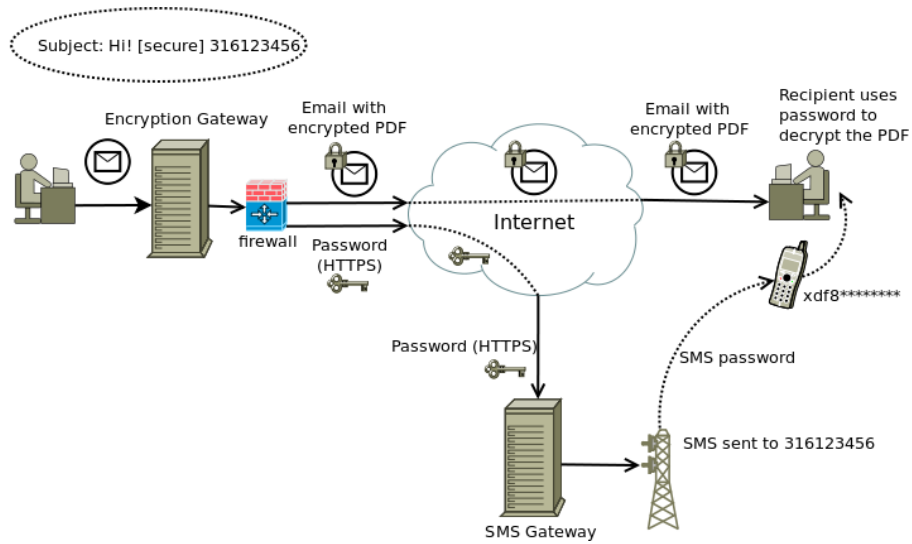 Subject: Hi! [secure] 316123456
Encryption Gateway
Email with
encrypted PDF
Email with
encrypted PDF
Recipient uses
password to
decrypt the PDF
firewall
Password
(HTTPS)
Internet
xdf8********
Password (HTTPS)
SMS password
SMS sent to 316123456
SMS Gateway